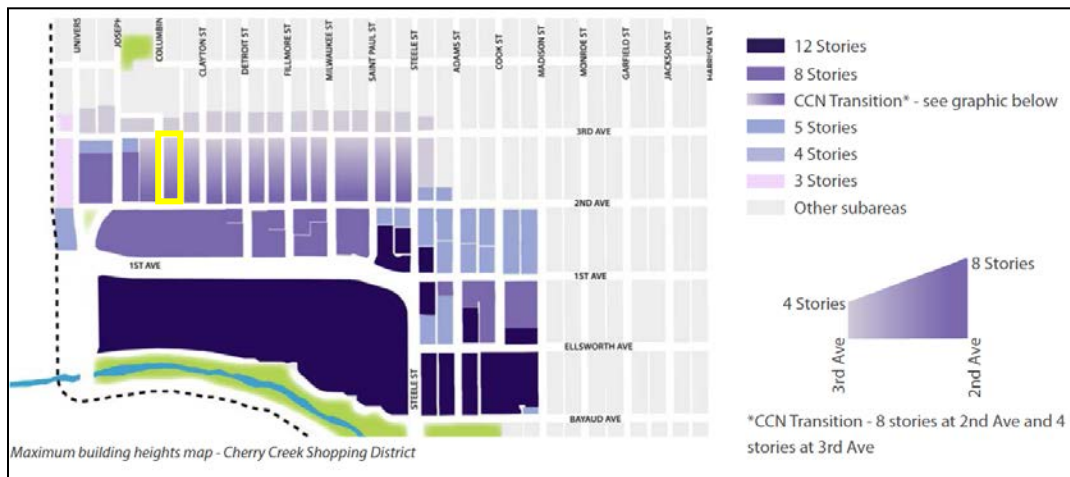 UNIVERS
JOSEPH
COLUMBIN
CLAYTON ST
DETROIT ST
FILLMORE ST
MILWAUKEE ST
SAINT PAUL ST
STEELE ST
ADAMS ST
COOK ST
MADISON ST
MONROE ST
GARFIELD ST
JACKSON ST
HARRISON ST
3RD AVE
2ND AVE
1ST AVE
1ST AVE
ELLSWORTH AVE
STEELE ST
BAYAUD AVE
Maximum building heights map - Cherry Creek Shopping District
12 Stories
8 Stories
CCN Transition* - see graphic below
5 Stories
4 Stories
3 Stories
Other subareas
8 Stories
4 Stories
3rd Ave
2nd Ave
*CCN Transition - 8 stories at 2nd Ave and 4
stories at 3rd Ave